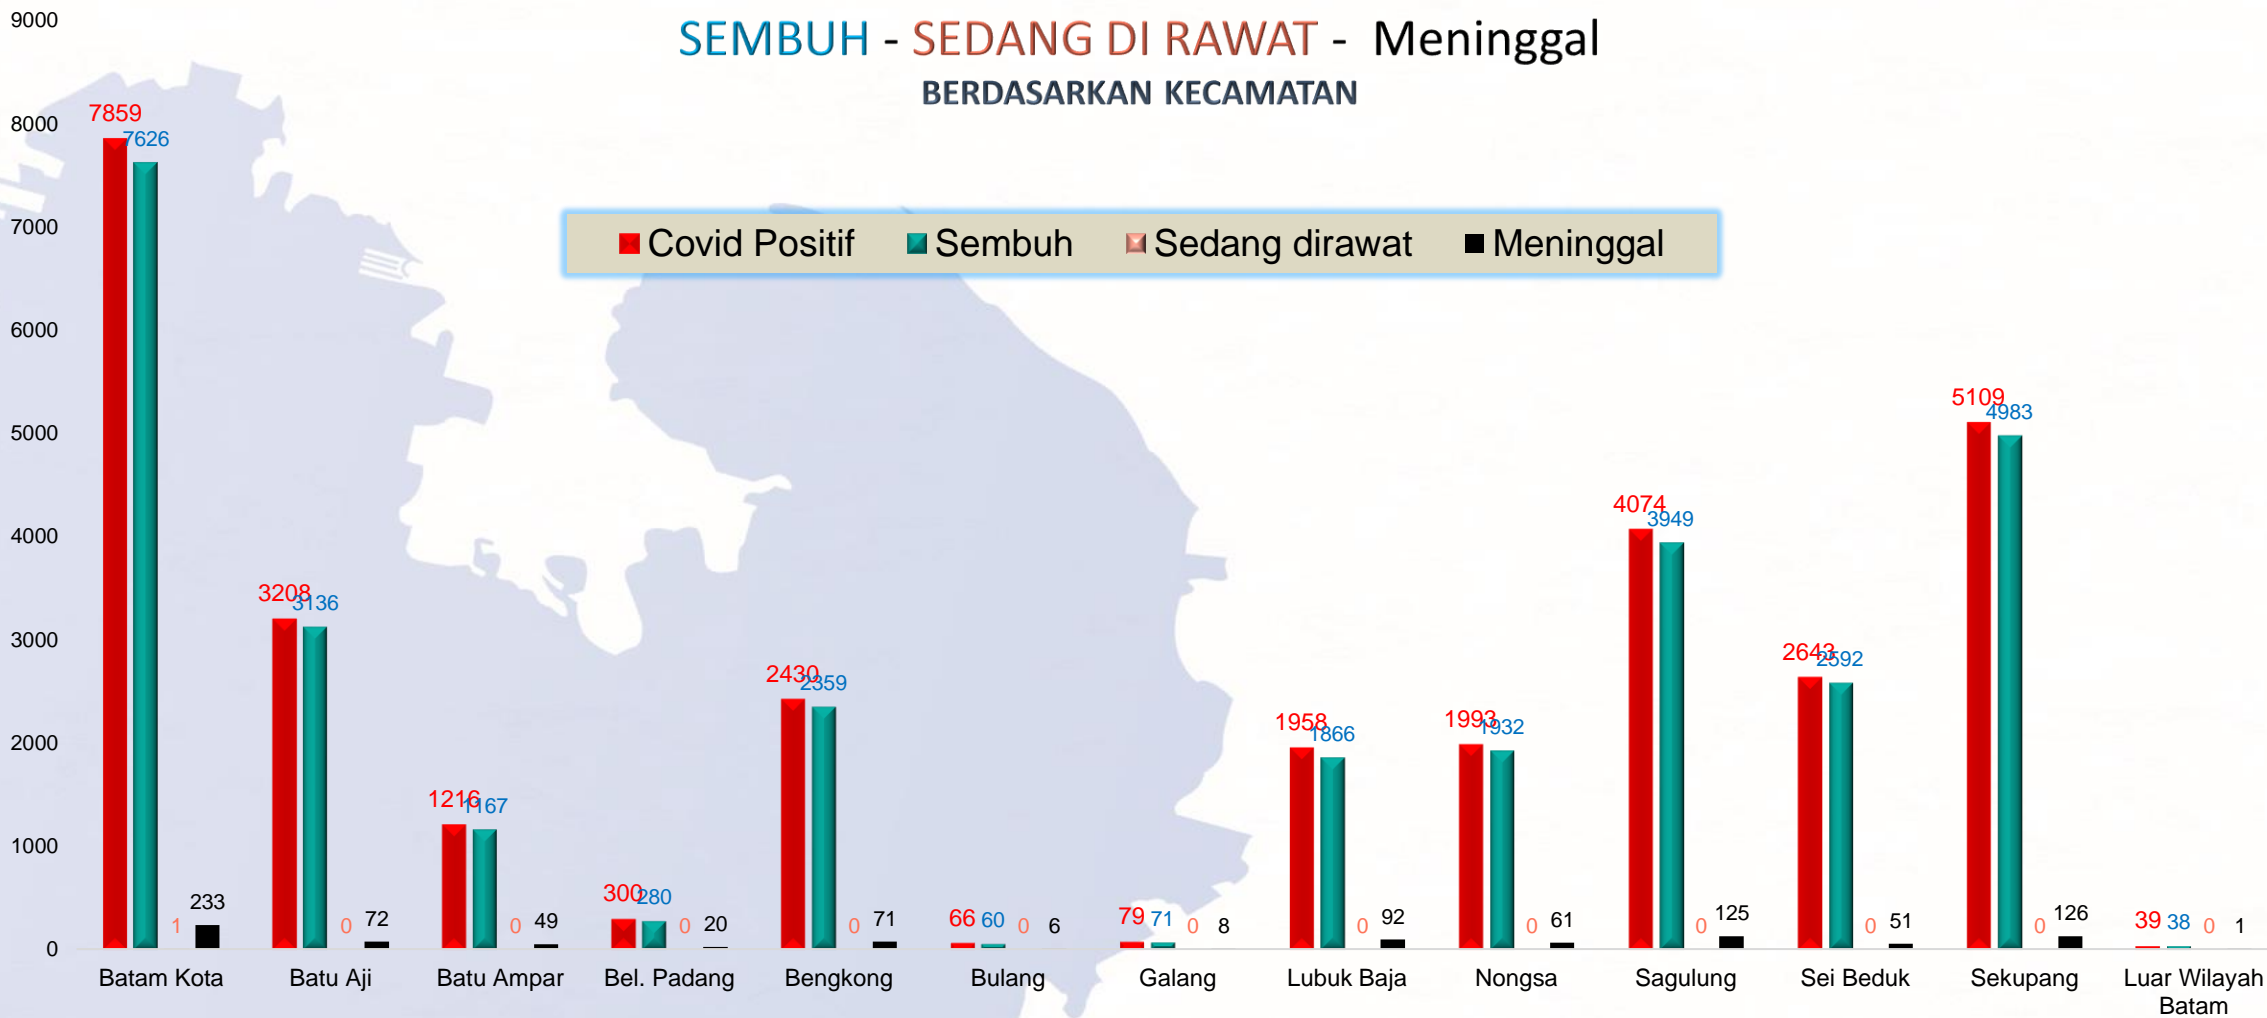 SEMBUH - SEDANG DI RAWAT - Meninggal
BERDASARKAN KECAMATAN
Covid Positif Sembuh Sedang dirawat Meninggal
9000
8000
7000
6000
5000
4000
3000
2000
1000
0
7859 7626 1 233
3208 3136 0 72
1216 1167 0 49
300 280 0 20
2430 2359 0 71
66 60 0 6
79 71 0 8
1958 1866 0 92
1993 1932 0 61
4074 3949 0 125
2643 2592 0 51
5109 4983 0 126
39 38 0 1
Batam Kota
Batu Aji
Batu Ampar
Bel. Padang
Bengkong
Bulang
Galang
Lubuk Baja
Nongsa
Sagulung
Sei Beduk
Sekupang
Luar Wilayah
Batam